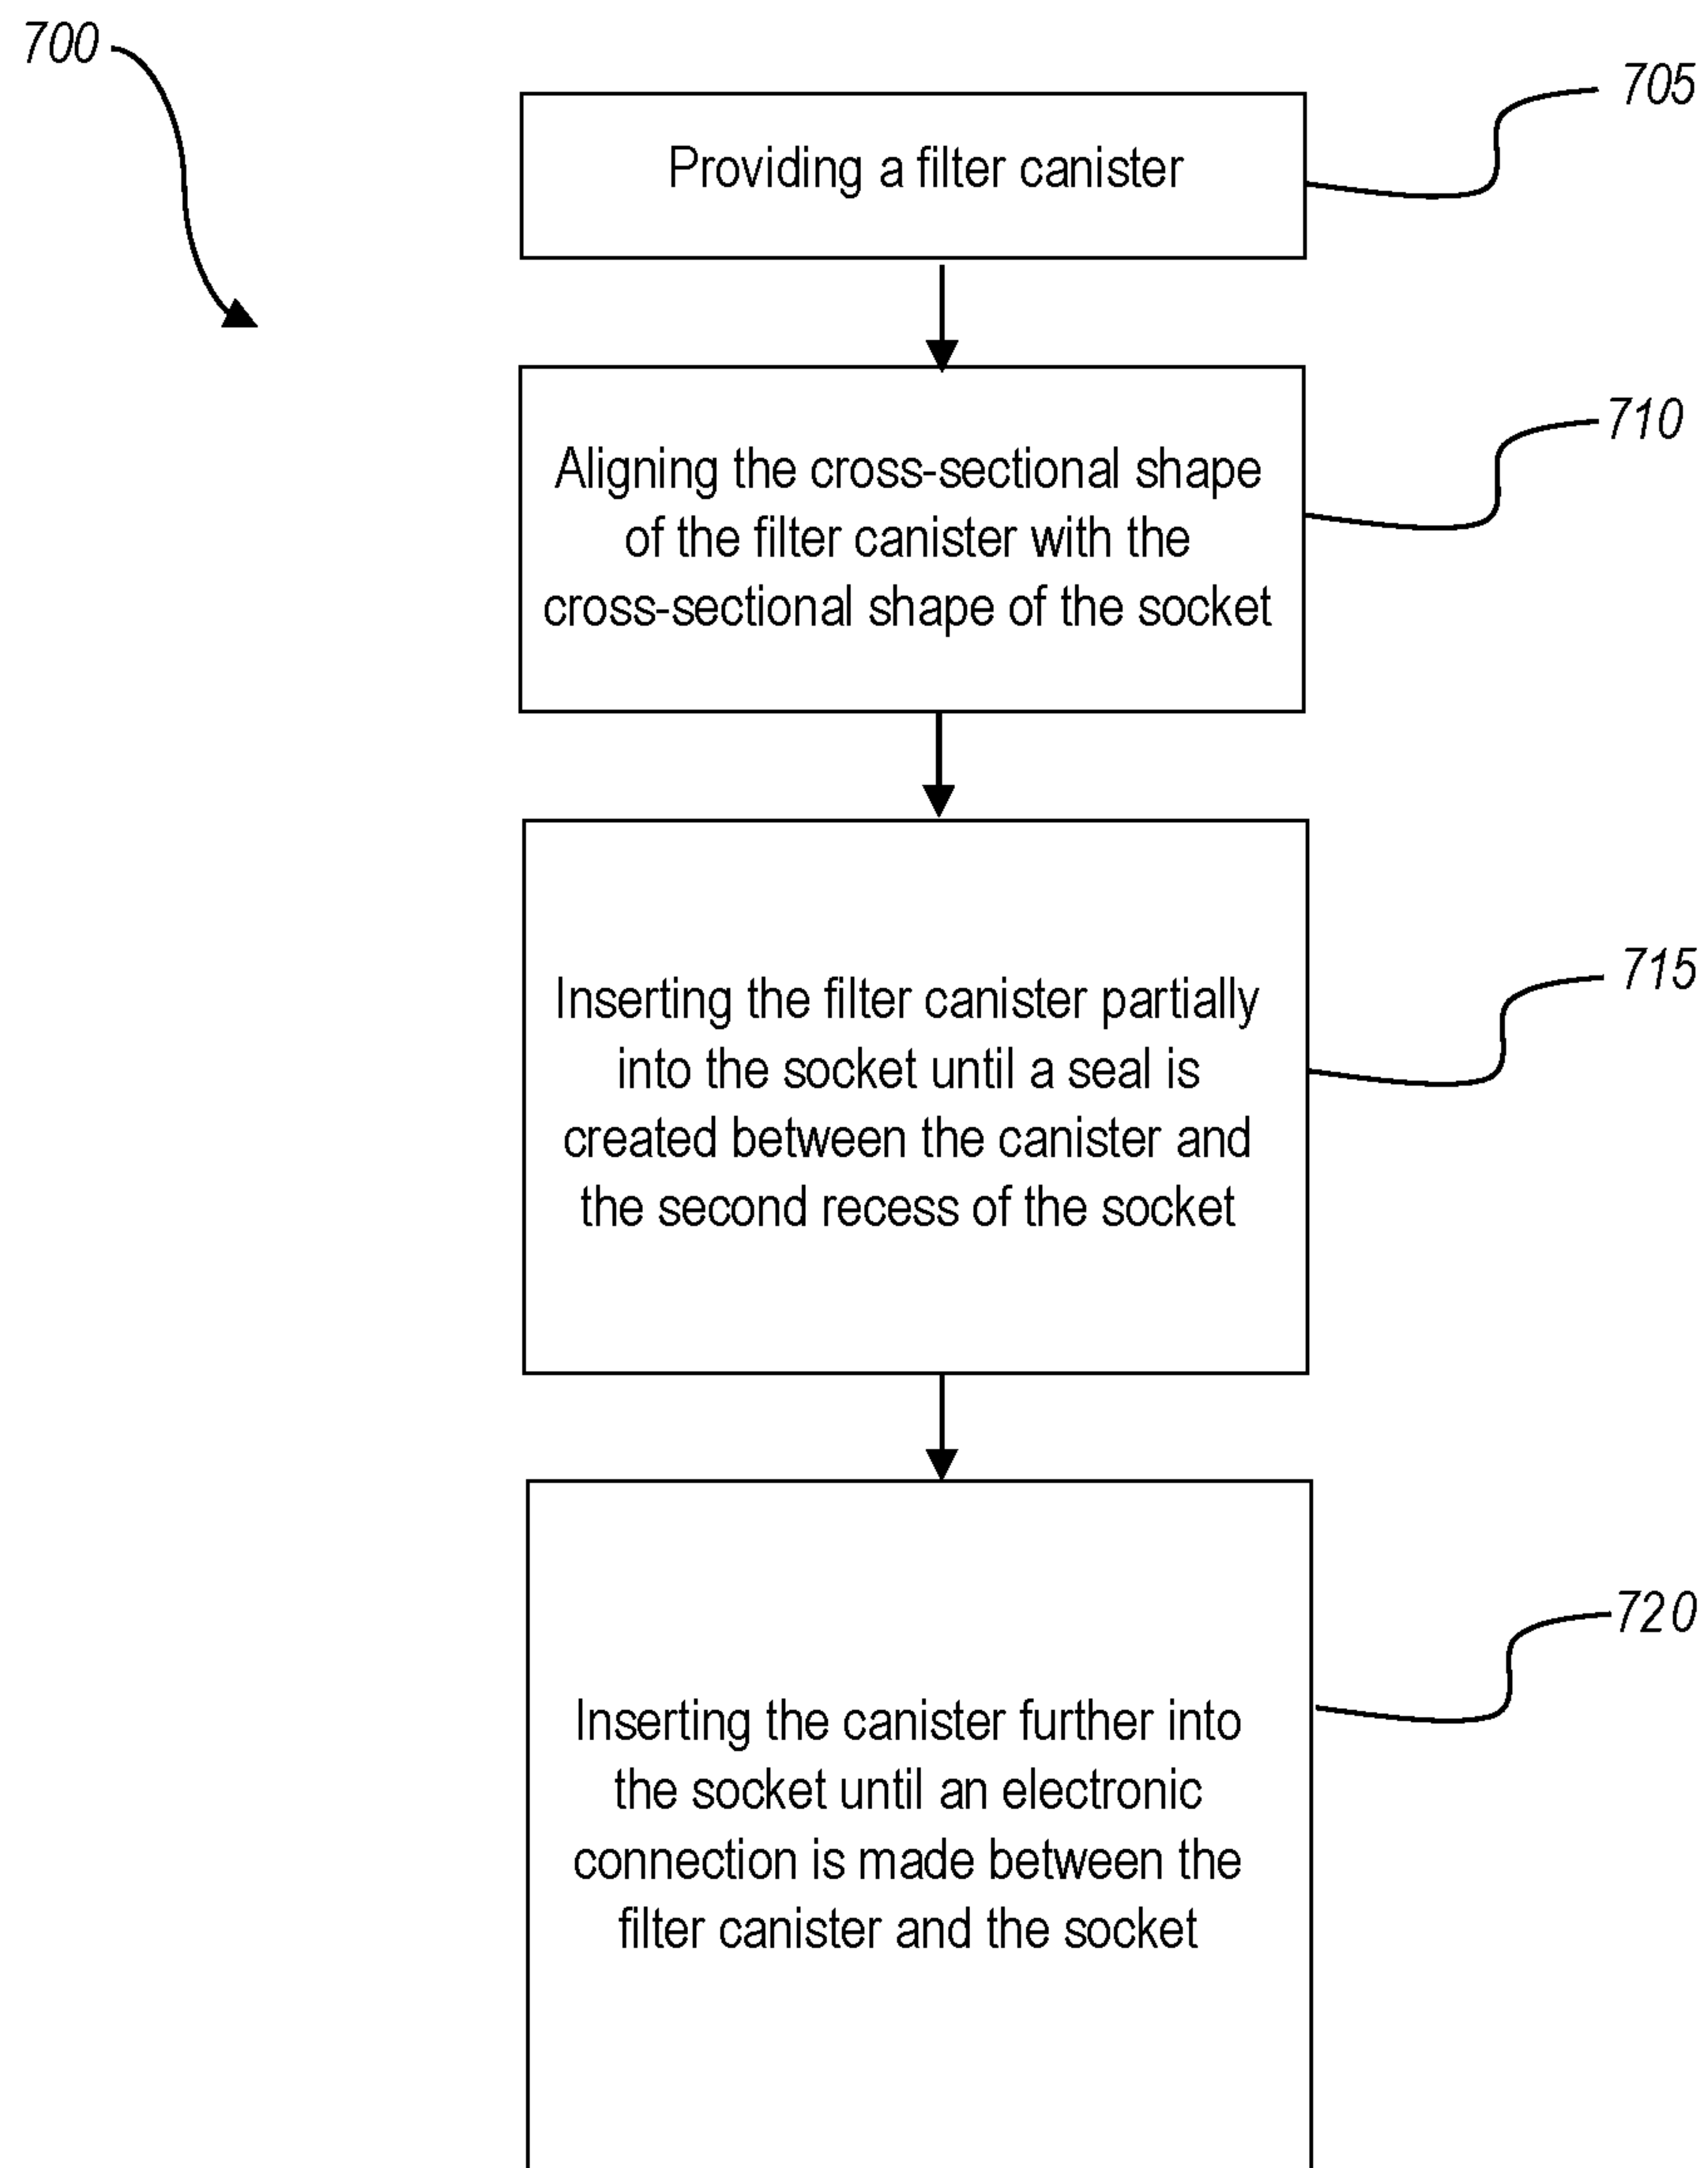 700
705
Providing a filter canister
710
Aligning the cross-sectional shape
of the filter canister with the
cross-sectional shape of the socket
715
Inserting the filter canister partially
into the socket until a seal is
created between the canister and
the second recess of the socket
720
Inserting the canister further into
the socket until an electronic
connection is made between the
filter canister and the socket